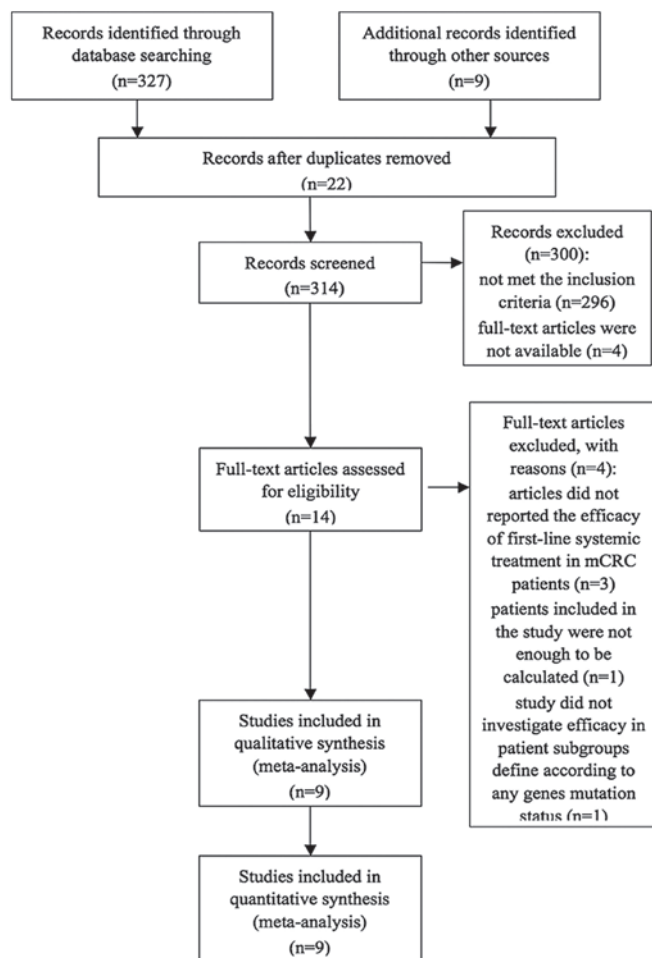 Records identified through
database searching
(n=327)
Additional records identified
through other sources
(n=9)
Records after duplicates removed
(n=22)
Records screened
(n=314)
Records excluded
(n=300):
not met the inclusion
criteria (n=296)
full-text articles were
not available (n=4)
Full-text articles assessed
for eligibility
(n=14)
Full-text articles
excluded, with
reasons (n=4):
articles did not
reported the efficacy
of first-line systemic
treatment in mCRC
patients (n=3)
patients included in
the study were not
enough to be
calculated (n=1)
study did not
investigate efficacy in
patient subgroups
define according to
any genes mutation
status (n=1)
Studies included in
qualitative synthesis
(meta-analysis)
(n=9)
Studies included in
quantitative synthesis
(meta-analysis)
(n=9)